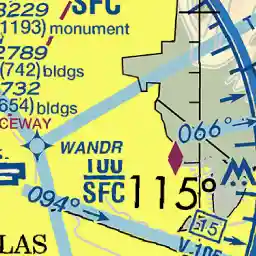 3229
SFC
(1193) monument
2789
(742) bldgs
732
654) bldgs
CEWAY
066°
WANDR
100
SFC
115°
094°
15
V 105
LAS